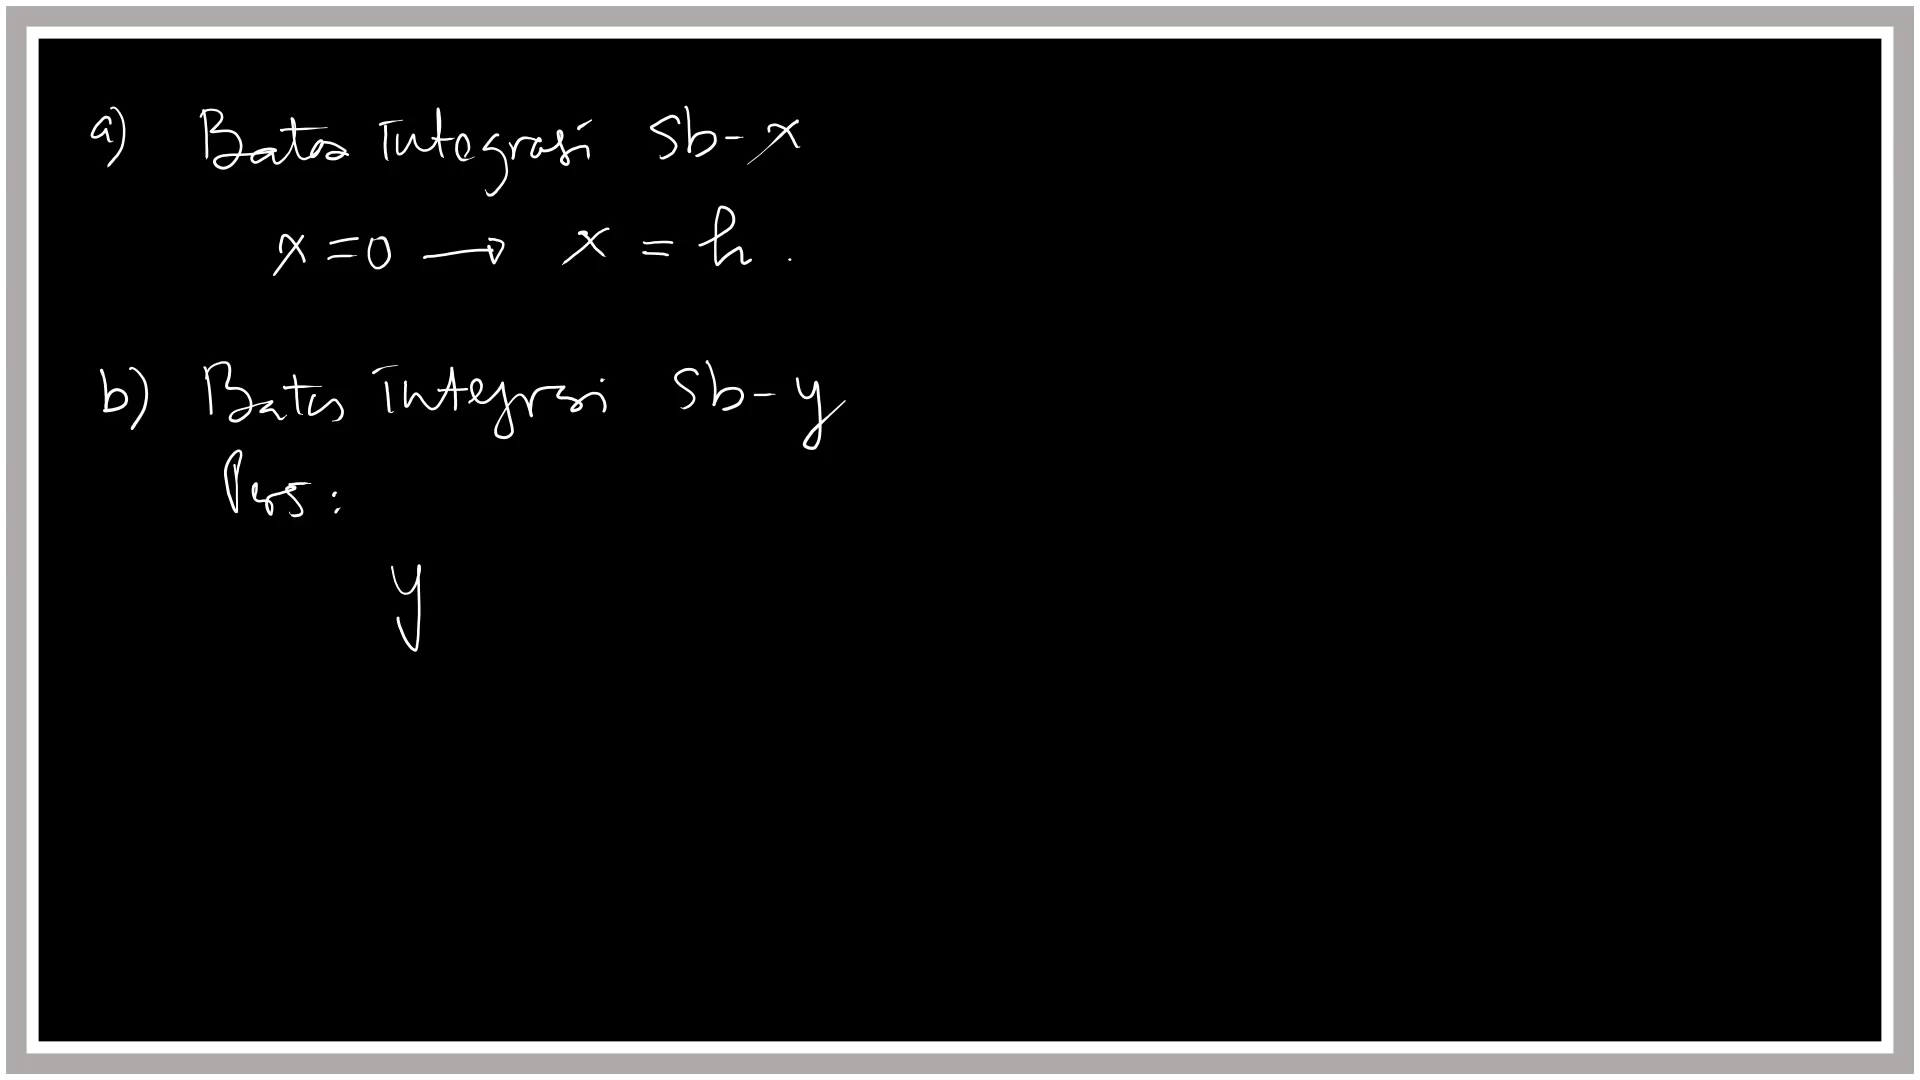 a) Batas integrasi sb-x
x = 0 → x = h.
b) Batas integrasi sb-y
Pers :
y